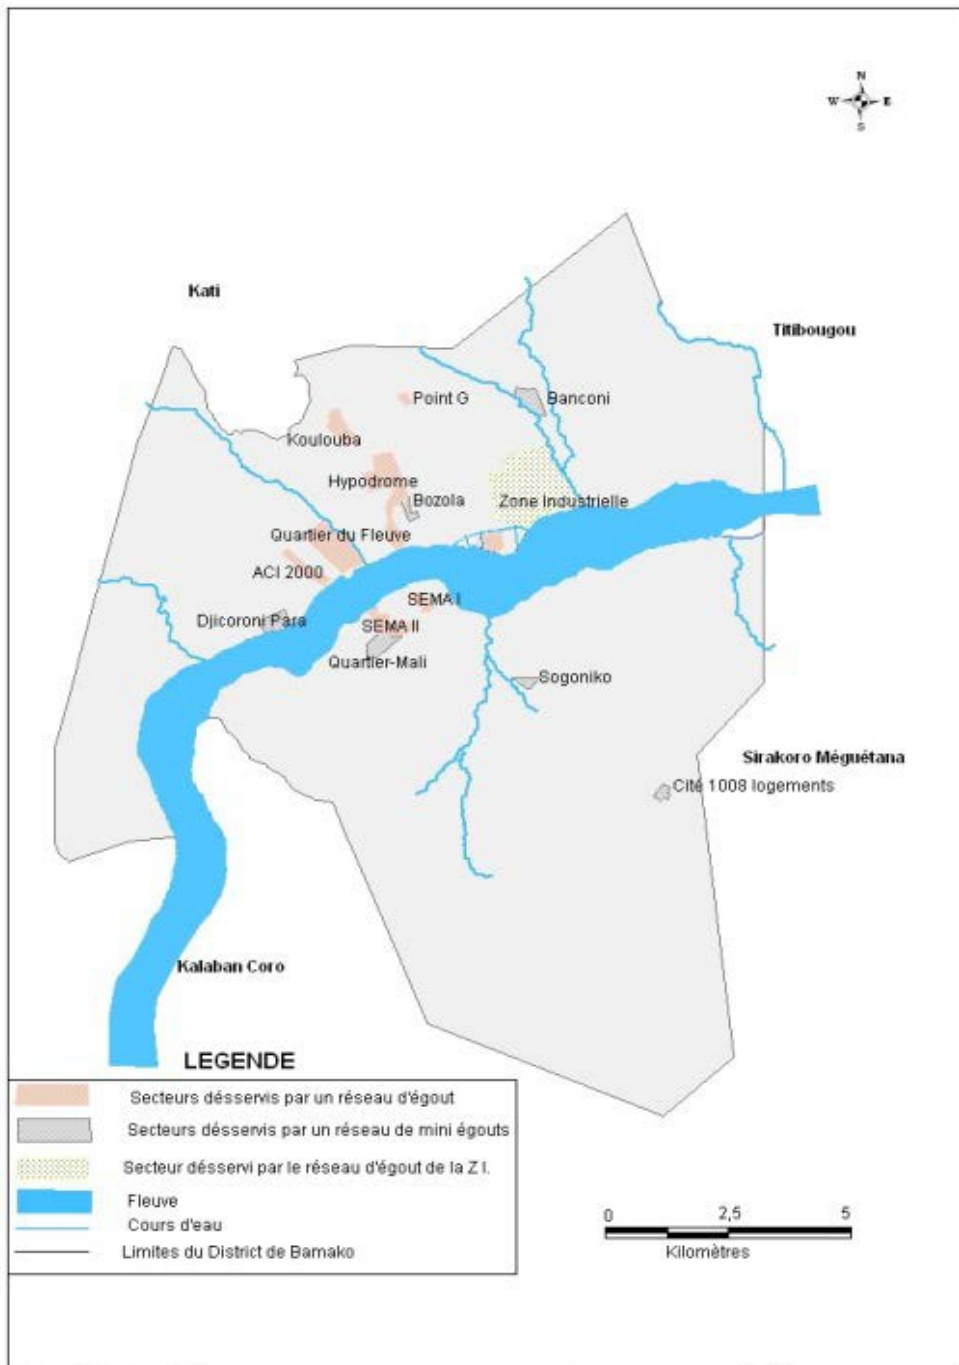 N
W E
S
Kati
Titibougou
Point G
Banconi
Koulouba
Hypodrome
Bozola
Zone Industrielle
Quartier du Fleuve
ACI 2000
SEMA I
Djicoroni Para
SEMA II
Quartier-Mali
Sogoniko
Sirakoro Méguétana
Cité 1008 logements
Kalaban Coro
LEGENDE
Secteurs désservis par un réseau d'égout
Secteurs désservis par un réseau de mini égouts
Secteur désservi par le réseau d'égout de la Z I.
Fleuve
Cours d'eau
Limites du District de Bamako
0 2,5 5
Kilomètres